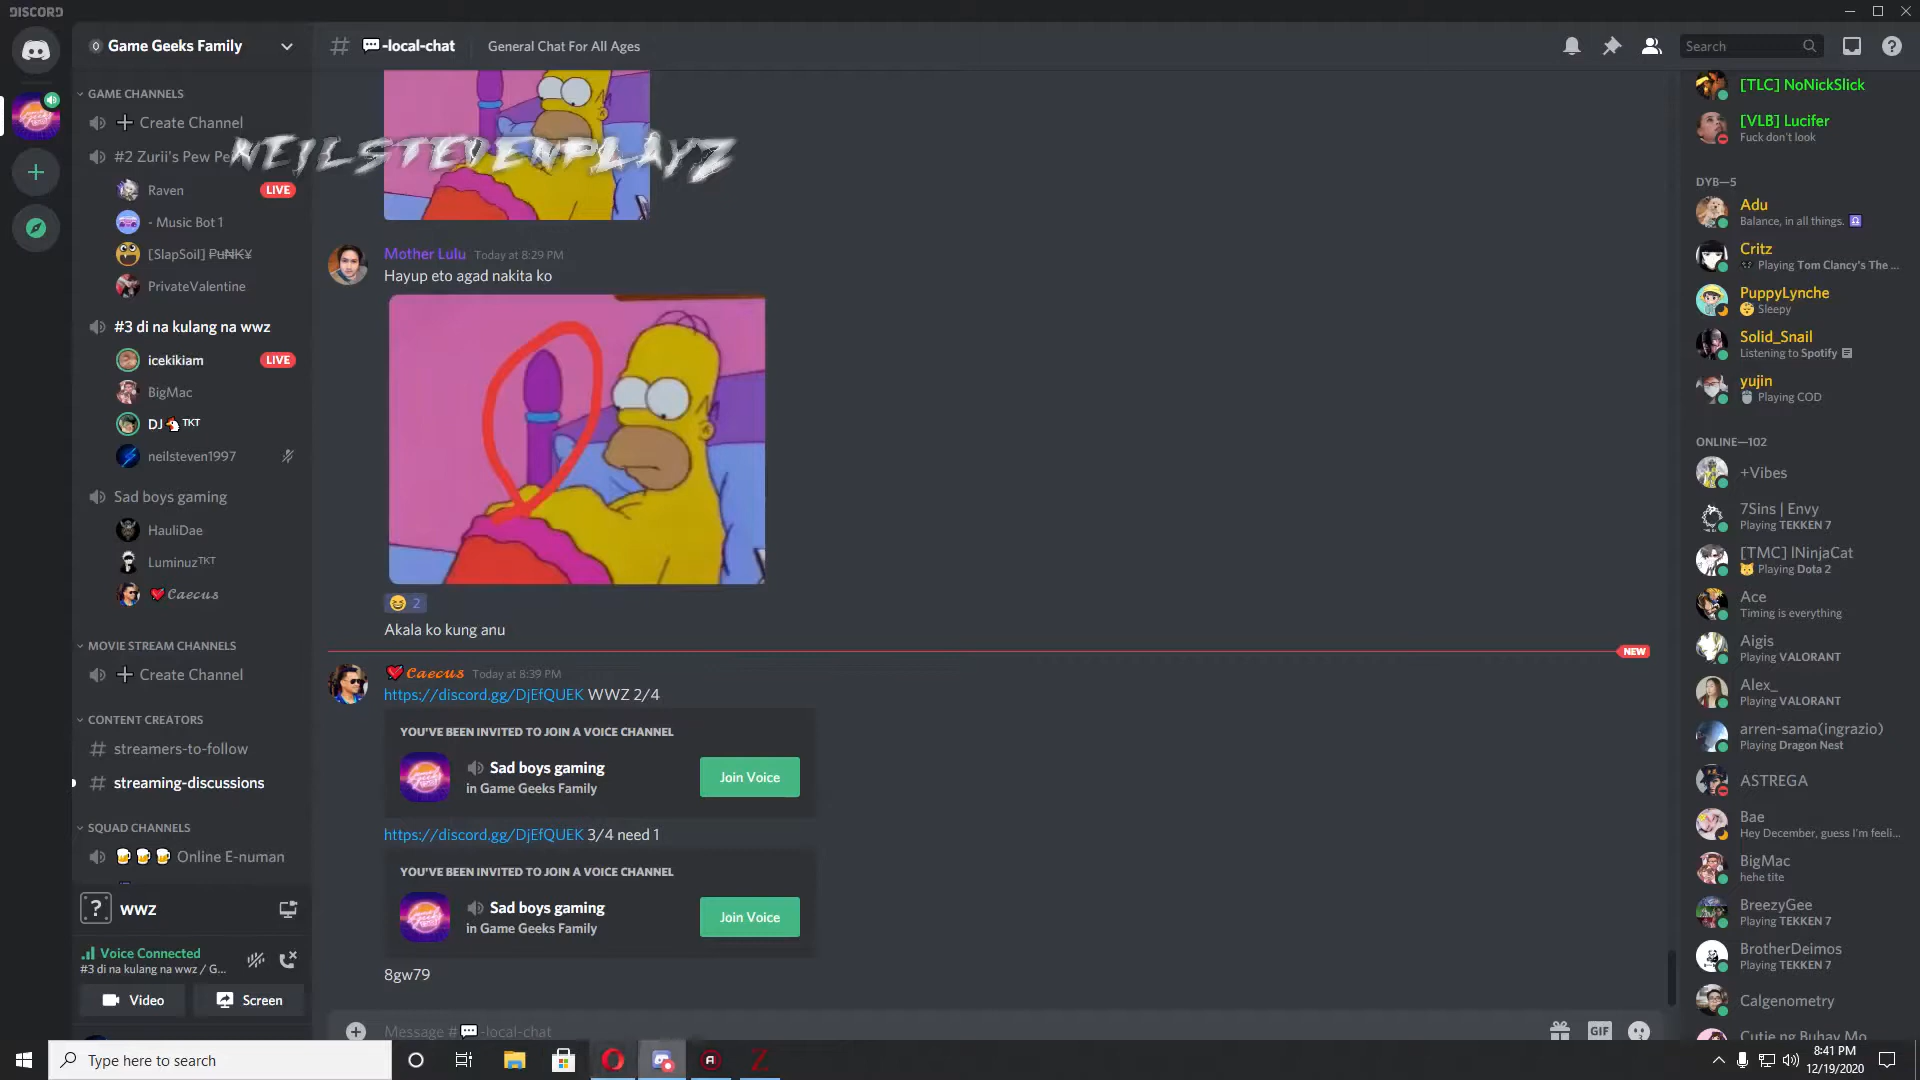 DISCORD
Game Geeks Family
-local-chat
General Chat For All Ages
Search
GAME CHANNELS
Create Channel
#2 Zurii's Pew Pe
NEILSTEVENPLAYZ
Raven
LIVE
- Music Bot 1
[SlapSoil] ₱u₦₭¥
PrivateValentine
#3 di na kulang na wwz
icekikiam
LIVE
BigMac
DJ TKT
neilsteven1997
Sad boys gaming
HauliDae
Luminuzᵀᴷᵀ
𝓒𝓪𝓮𝓬𝓾𝓼
MOVIE STREAM CHANNELS
Create Channel
CONTENT CREATORS
streamers-to-follow
streaming-discussions
SQUAD CHANNELS
Online E-numan
wwz
Voice Connected
#3 di na kulang na wwz / G...
Video
Screen
Mother Lulu Today at 8:29 PM
Hayup eto agad nakita ko
2
Akala ko kung anu
NEW
𝓒𝓪𝓮𝓬𝓾𝓼 Today at 8:39 PM
https://discord.gg/DjEfQUEK WWZ 2/4
YOU'VE BEEN INVITED TO JOIN A VOICE CHANNEL
Sad boys gaming
in Game Geeks Family
Join Voice
https://discord.gg/DjEfQUEK 3/4 need 1
YOU'VE BEEN INVITED TO JOIN A VOICE CHANNEL
Sad boys gaming
in Game Geeks Family
Join Voice
8gw79
Message # -local-chat
GIF
[TLC] NoNickSlick
[VLB] Lucifer
Fuck don't look
DYB—5
Adu
Balance, in all things.
Critz
Playing Tom Clancy's The ...
PuppyLynche
Sleepy
Solid_Snail
Listening to Spotify
yujin
Playing COD
ONLINE—102
+Vibes
7Sins | Envy
Playing TEKKEN 7
[TMC] lNinjaCat
Playing Dota 2
Ace
Timing is everything
Aigis
Playing VALORANT
Alex_
Playing VALORANT
arren-sama(ingrazio)
Playing Dragon Nest
ASTREGA
Bae
Hey December, guess I'm feeli...
BigMac
hehe tite
BreezyGee
Playing TEKKEN 7
BrotherDeimos
Playing TEKKEN 7
Calgenometry
Cutie ng Buhay Mo
Type here to search
8:41 PM
12/19/2020